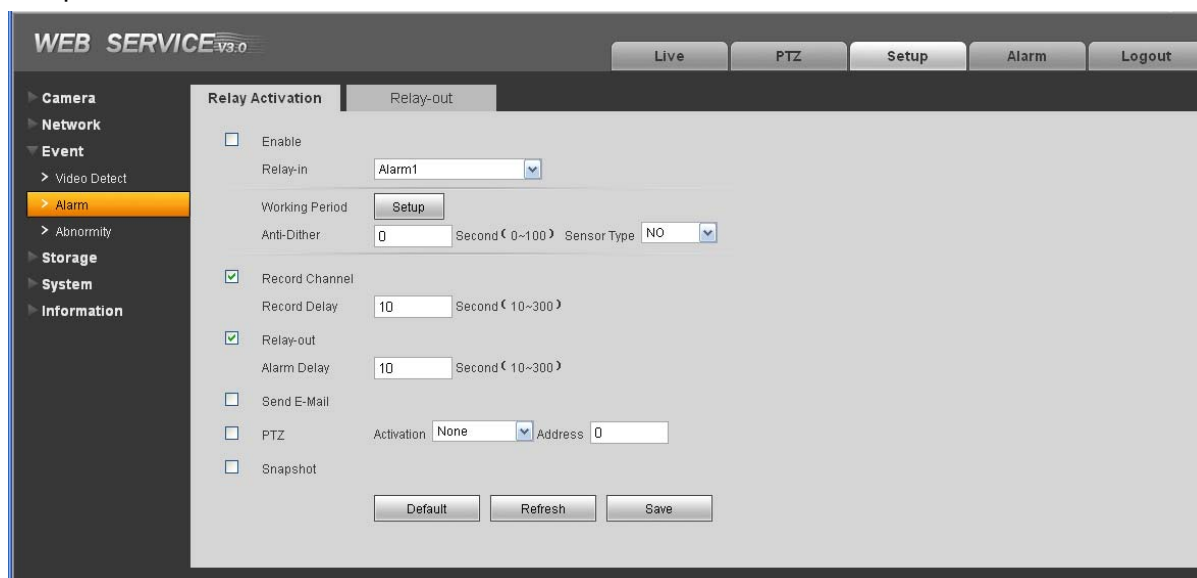 WEB SERVICE V3.0
Live PTZ Setup Alarm Logout
Camera
Network
Event
> Video Detect
> Alarm
> Abnormity
Storage
System
Information
Relay Activation Relay-out
Enable
Relay-in Alarm1
Working Period Setup
Anti-Dither 0 Second(0~100) Sensor Type NO
Record Channel
Record Delay 10 Second(10~300)
Relay-out
Alarm Delay 10 Second(10~300)
Send E-Mail
PTZ Activation None Address 0
Snapshot
Default Refresh Save